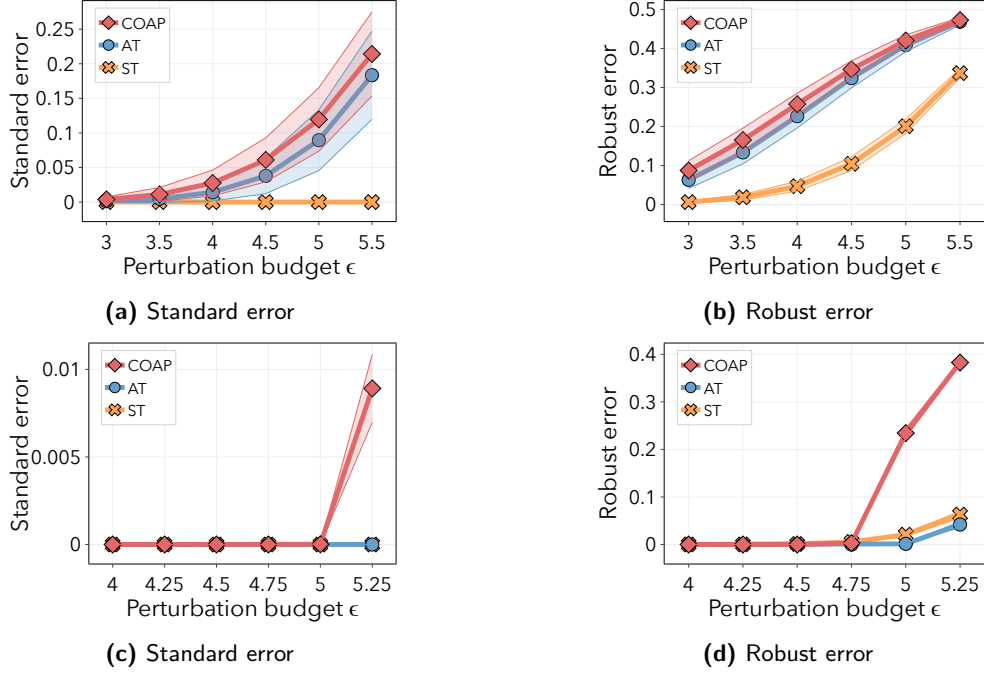 COAP
AT
ST
0.25
0.2
0.15
0.1
0.05
0
Standard error
3 3.5 4 4.5 5 5.5
Perturbation budget ϵ
(a) Standard error
COAP
AT
ST
0.5
0.4
0.3
0.2
0.1
0
Robust error
3 3.5 4 4.5 5 5.5
Perturbation budget ϵ
(b) Robust error
COAP
AT
ST
0.01
0.005
0
Standard error
4 4.25 4.5 4.75 5 5.25
Perturbation budget ϵ
(c) Standard error
COAP
AT
ST
0.4
0.3
0.2
0.1
0
Robust error
4 4.25 4.5 4.75 5 5.25
Perturbation budget ϵ
(d) Robust error